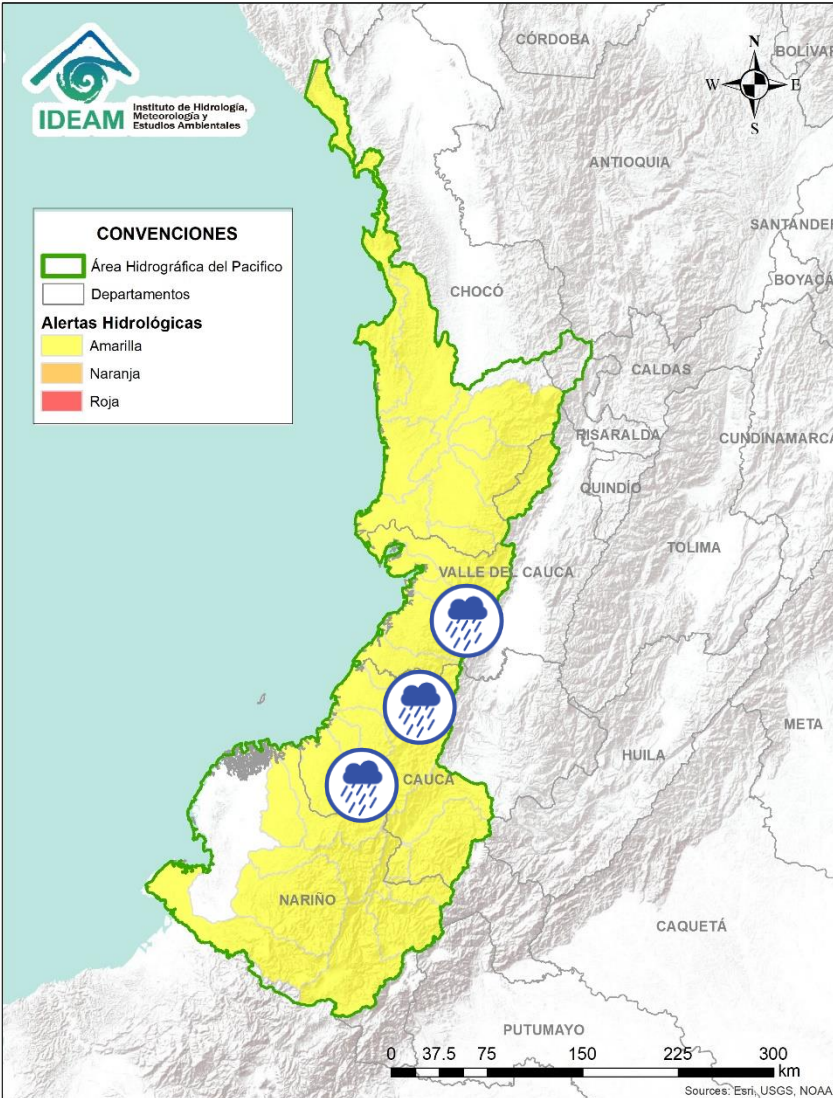 CÓRDOBA
BOLÍVAR
N
W E
S
IDEAM Instituto de Hidrología,
Meteorología y
Estudios Ambientales
ANTIOQUIA
SANTANDER
CONVENCIONES
Área Hidrográfica del Pacifico
Departamentos
Alertas Hidrológicas
Amarilla
Naranja
Roja
BOYACÁ
CHOCÓ
CALDAS
RISARALDA
CUNDINAMARCA
QUINDÍO
TOLIMA
VALLE DEL CAUCA
META
HUILA
CAUCA
NARIÑO
CAQUETÁ
PUTUMAYO
0 37.5 75 150 225 300
km
Sources: Esri, USGS, NOAA